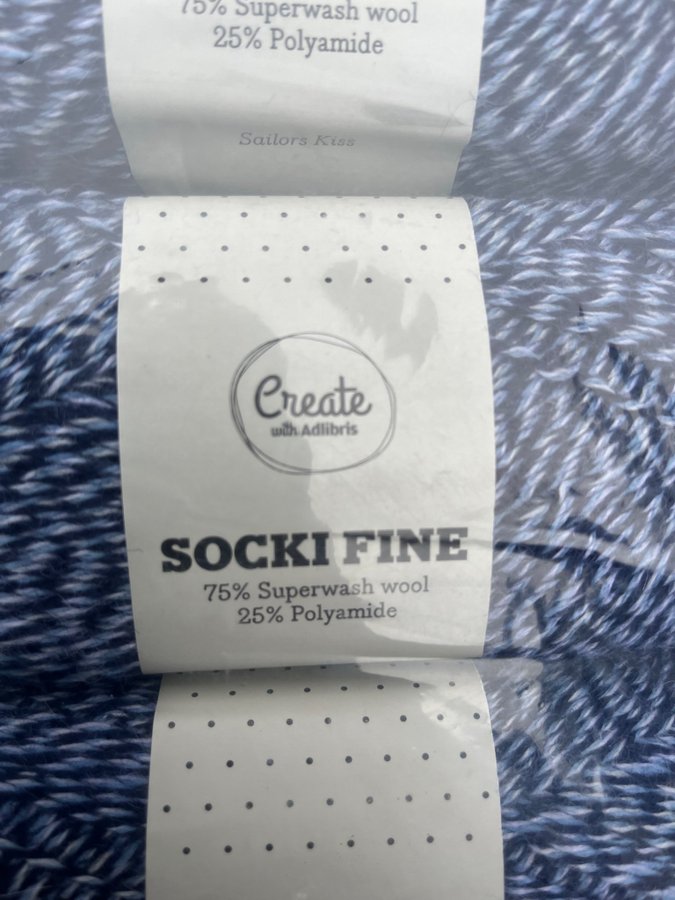 75% Superwash wool
25% Polyamide
Sailors Kiss
Create
with Adlibris
SOCKI FINE
75% Superwash wool
25% Polyamide